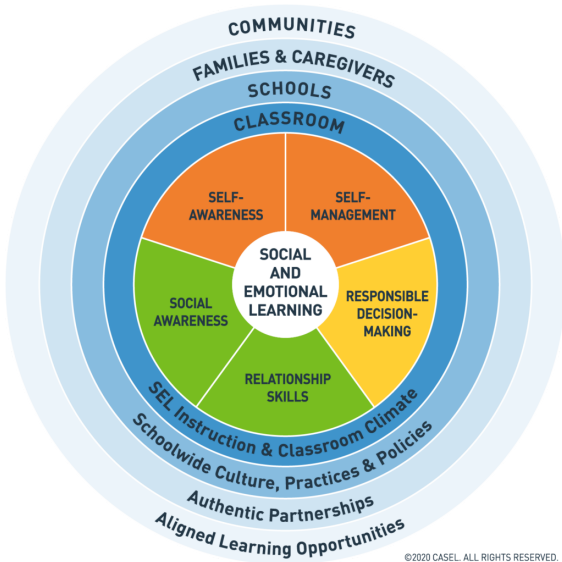 COMMUNITIES
FAMILIES & CAREGIVERS
SCHOOLS
CLASSROOM
SELF-
AWARENESS
SELF-
MANAGEMENT
SOCIAL
AND
EMOTIONAL
LEARNING
SOCIAL
AWARENESS
RESPONSIBLE
DECISION-
MAKING
RELATIONSHIP
SKILLS
SEL Instruction & Classroom Climate
Schoolwide Culture, Practices & Policies
Authentic Partnerships
Aligned Learning Opportunities
©2020 CASEL. ALL RIGHTS RESERVED.